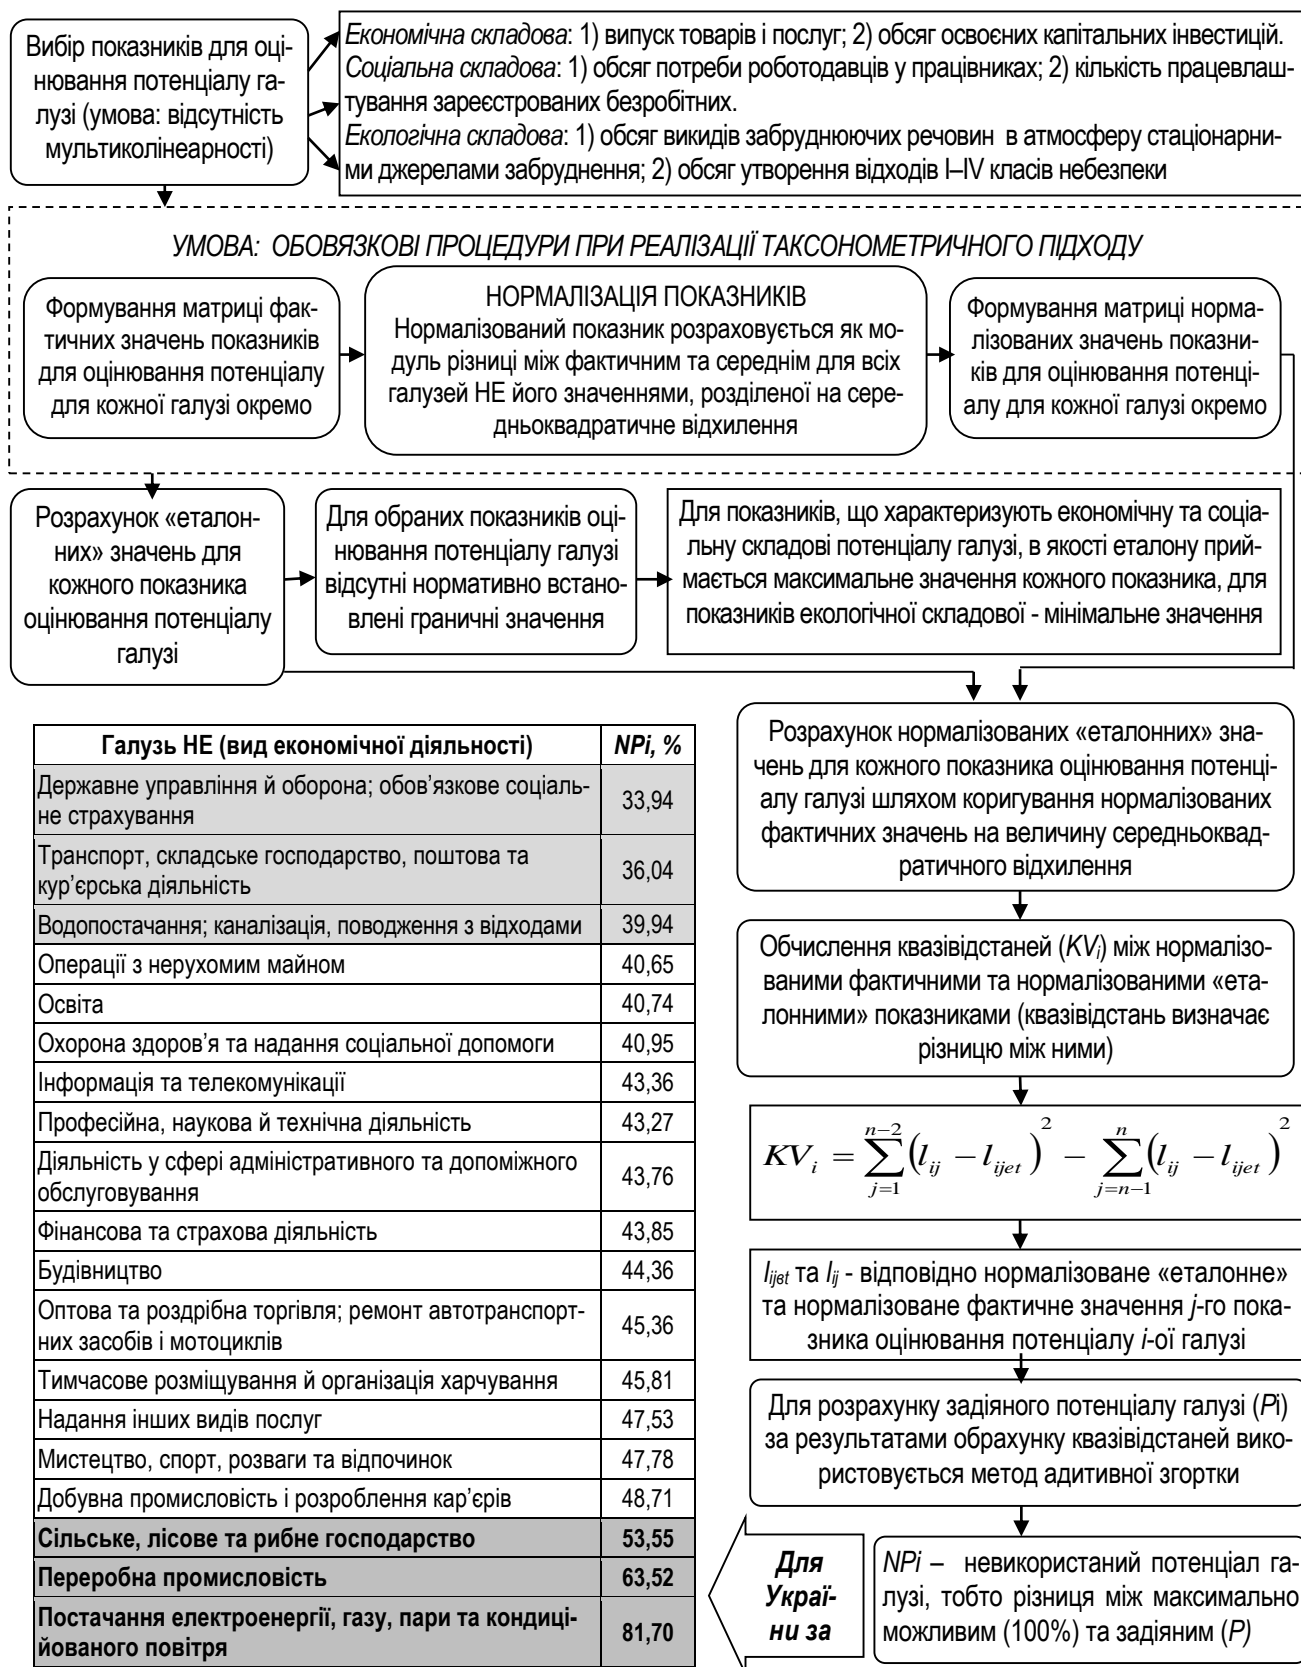 Вибір показників для оці-
нювання потенціалу га-
лузі (умова: відсутність
мультиколінеарності)
Економічна складова: 1) випуск товарів і послуг; 2) обсяг освоєних капітальних інвестицій.
Соціальна складова: 1) обсяг потреби роботодавців у працівниках; 2) кількість працевлаш-
тування зареєстрованих безробітних.
Екологічна складова: 1) обсяг викидів забруднюючих речовин в атмосферу стаціонарни-
ми джерелами забруднення; 2) обсяг утворення відходів I–IV класів небезпеки
УМОВА: ОБОВЯЗКОВІ ПРОЦЕДУРИ ПРИ РЕАЛІЗАЦІЇ ТАКСОНОМЕТРИЧНОГО ПІДХОДУ
Формування матриці фак-
тичних значень показників
для оцінювання потенціалу
для кожної галузі окремо
НОРМАЛІЗАЦІЯ ПОКАЗНИКІВ
Нормалізований показник розраховується як мо-
дуль різниці між фактичним та середнім для всіх
галузей НЕ його значеннями, розділеної на сере-
дньоквадратичне відхилення
Формування матриці норма-
лізованих значень показни-
ків для оцінювання потенці-
алу для кожної галузі окремо
Розрахунок «еталон-
них» значень для
кожного показника
оцінювання потенціалу
галузі
Для обраних показників оці-
нювання потенціалу галузі
відсутні нормативно встано-
влені граничні значення
Для показників, що характеризують економічну та соціа-
льну складові потенціалу галузі, в якості еталону прий-
мається максимальне значення кожного показника, для
показників екологічної складової - мінімальне значення
Галузь НЕ (вид економічної діяльності) NPi, %
Державне управління й оборона; обов’язкове соціаль-
не страхування 33,94
Транспорт, складське господарство, поштова та
кур’єрська діяльність 36,04
Водопостачання; каналізація, поводження з відходами 39,94
Операції з нерухомим майном 40,65
Освіта 40,74
Охорона здоров’я та надання соціальної допомоги 40,95
Інформація та телекомунікації 43,36
Професійна, наукова й технічна діяльність 43,27
Діяльність у сфері адміністративного та допоміжного
обслуговування 43,76
Фінансова та страхова діяльність 43,85
Будівництво 44,36
Оптова та роздрібна торгівля; ремонт автотранспорт-
них засобів і мотоциклів 45,36
Тимчасове розміщування й організація харчування 45,81
Надання інших видів послуг 47,53
Мистецтво, спорт, розваги та відпочинок 47,78
Добувна промисловість і розроблення кар’єрів 48,71
Сільське, лісове та рибне господарство 53,55
Переробна промисловість 63,52
Постачання електроенергії, газу, пари та кондиці-
йованого повітря 81,70
Розрахунок нормалізованих «еталонних» зна-
чень для кожного показника оцінювання потенці-
алу галузі шляхом коригування нормалізованих
фактичних значень на величину середньоквад-
ратичного відхилення
Обчислення квазівідстаней (KVi) між нормалізо-
ваними фактичними та нормалізованими «ета-
лонними» показниками (квазівідстань визначає
різницю між ними)
KV_i = \sum_{j=1}^{n-2} (l_{ij} - l_{ijet})^2 - \sum_{j=n-1}^{n} (l_{ij} - l_{ijet})^2
lijet та lij - відповідно нормалізоване «еталонне»
та нормалізоване фактичне значення j-го пока-
зника оцінювання потенціалу i-ої галузі
Для розрахунку задіяного потенціалу галузі (Pi)
за результатами обрахунку квазівідстаней вико-
ристовується метод адитивної згортки
Для
Украї-
ни за
NPi – невикористаний потенціал га-
лузі, тобто різниця між максимально
можливим (100%) та задіяним (P)